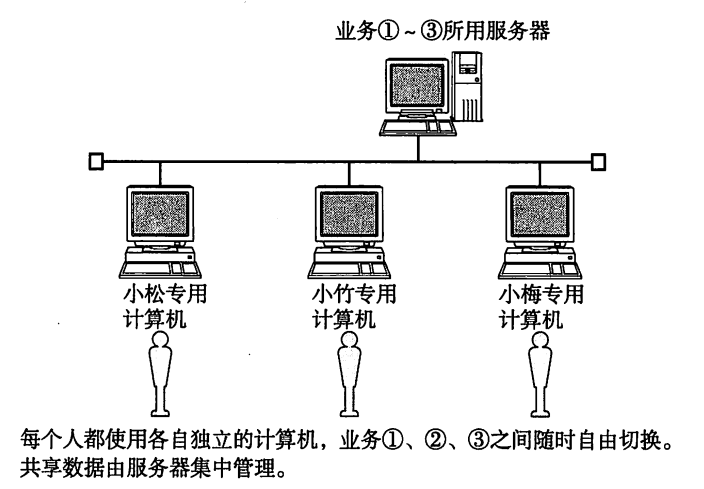 业务①~③所用服务器
小松专用 小竹专用 小梅专用
计算机 计算机 计算机
每个人都使用各自独立的计算机，业务①、②、③之间随时自由切换。
共享数据由服务器集中管理。